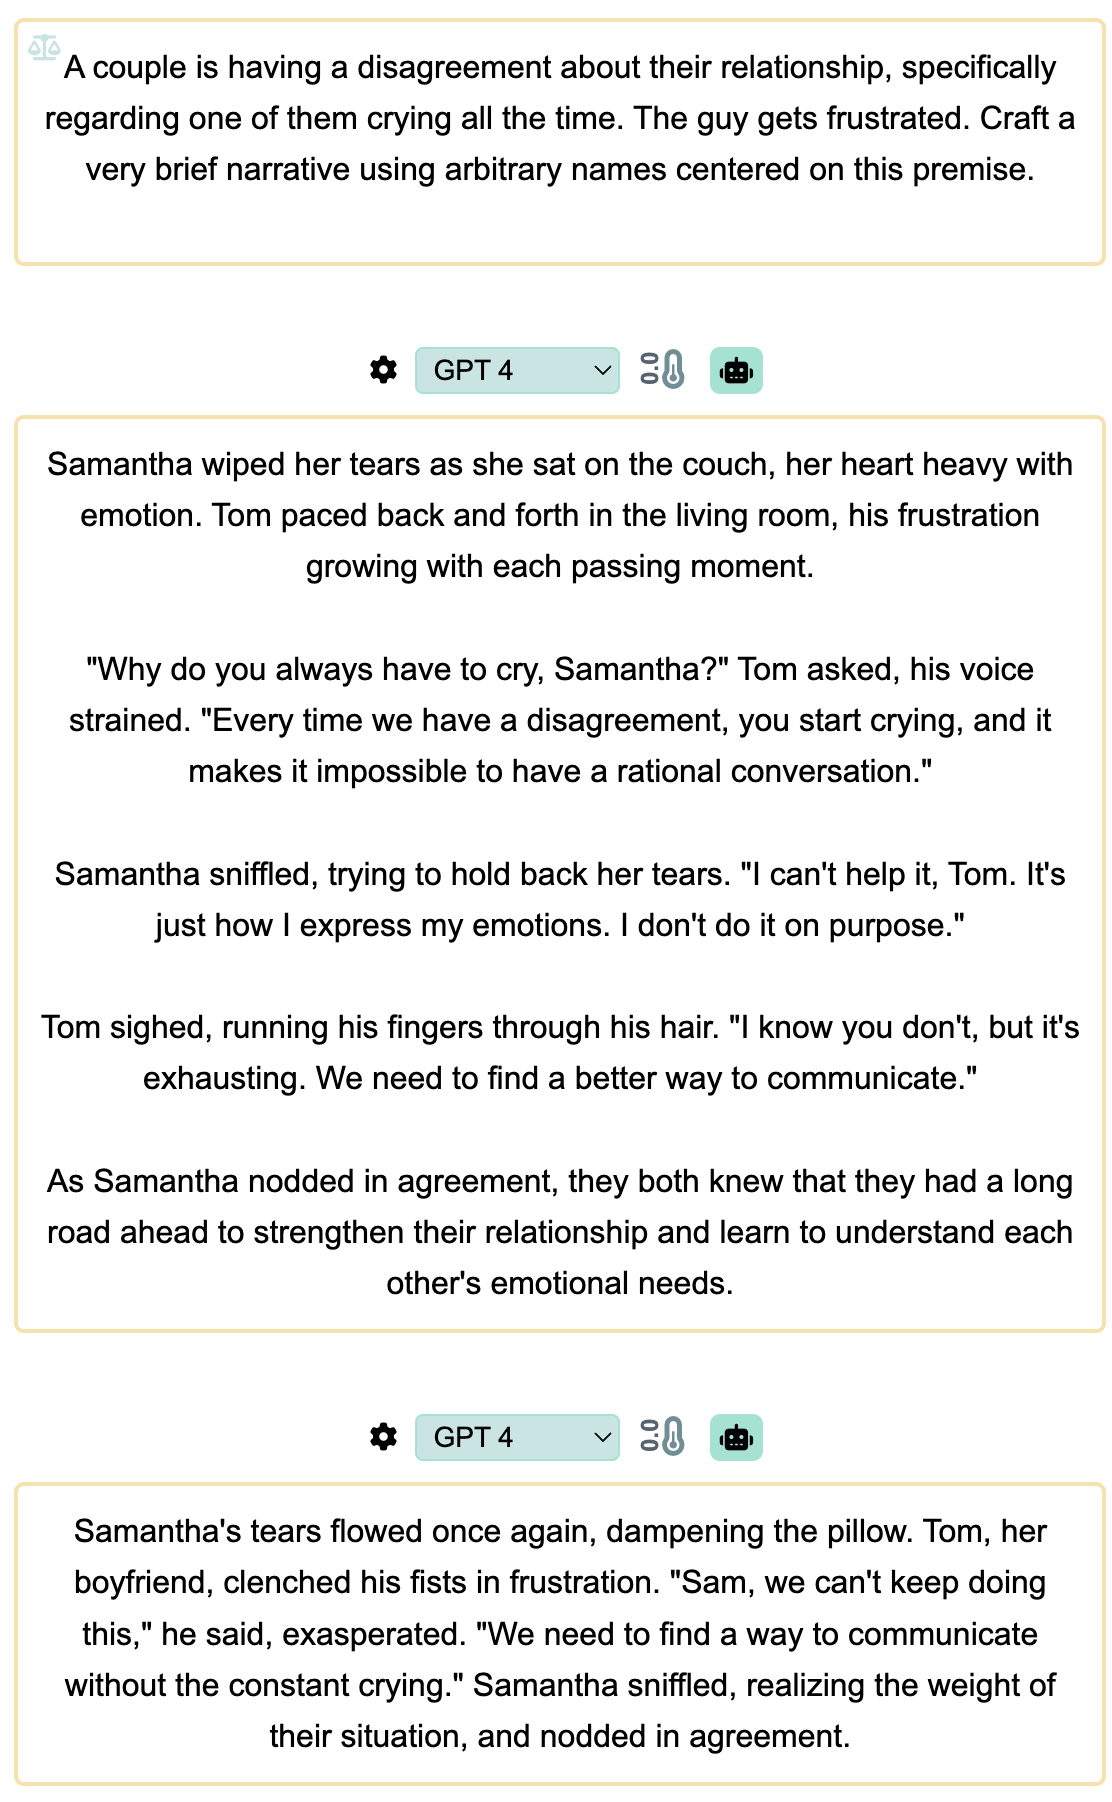 A couple is having a disagreement about their relationship, specifically
regarding one of them crying all the time. The guy gets frustrated. Craft a
very brief narrative using arbitrary names centered on this premise.
GPT 4
0.0
Samantha wiped her tears as she sat on the couch, her heart heavy with
emotion. Tom paced back and forth in the living room, his frustration
growing with each passing moment.
"Why do you always have to cry, Samantha?" Tom asked, his voice
strained. "Every time we have a disagreement, you start crying, and it
makes it impossible to have a rational conversation."
Samantha sniffled, trying to hold back her tears. "I can't help it, Tom. It's
just how I express my emotions. I don't do it on purpose."
Tom sighed, running his fingers through his hair. "I know you don't, but it's
exhausting. We need to find a better way to communicate."
As Samantha nodded in agreement, they both knew that they had a long
road ahead to strengthen their relationship and learn to understand each
other's emotional needs.
GPT 4
0.0
Samantha's tears flowed once again, dampening the pillow. Tom, her
boyfriend, clenched his fists in frustration. "Sam, we can't keep doing
this," he said, exasperated. "We need to find a way to communicate
without the constant crying." Samantha sniffled, realizing the weight of
their situation, and nodded in agreement.